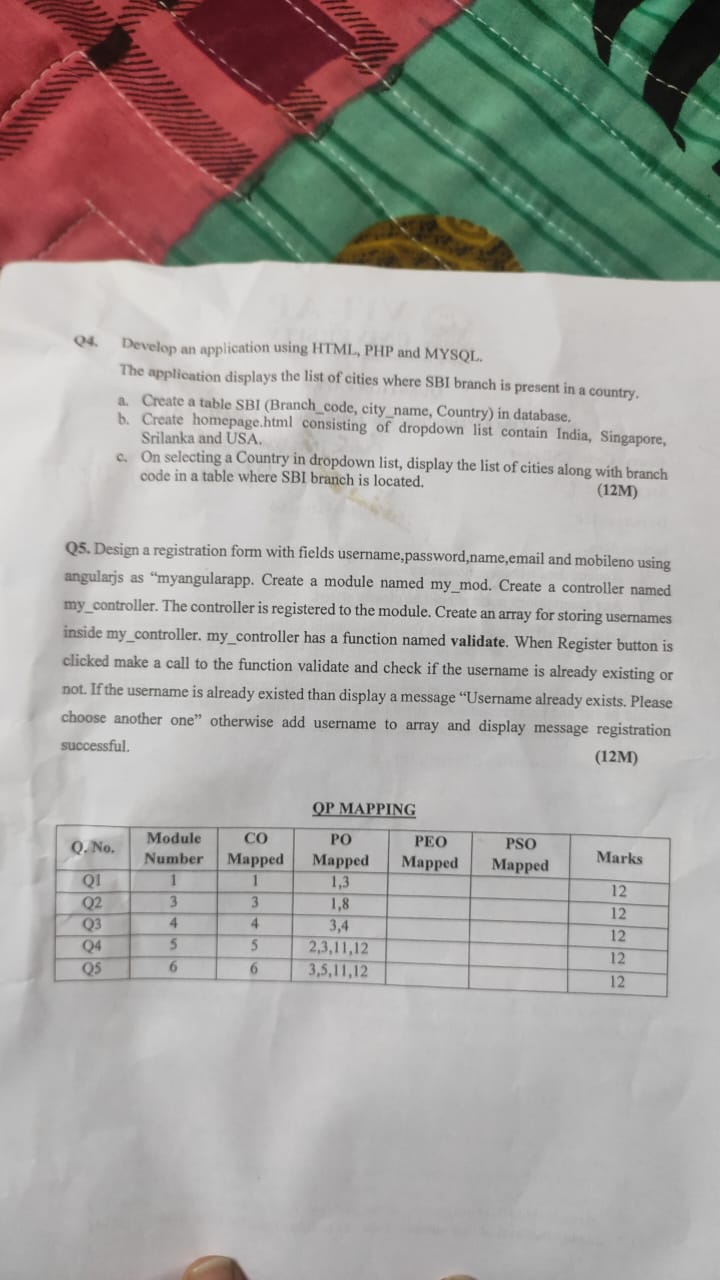 Q4. Develop an application using HTML, PHP and MYSQL.
The application displays the list of cities where SBI branch is present in a country.
a. Create a table SBI (Branch_code, city_name, Country) in database.
b. Create homepage.html consisting of dropdown list contain India, Singapore,
Srilanka and USA.
c. On selecting a Country in dropdown list, display the list of cities along with branch
code in a table where SBI branch is located.
(12M)
Q5. Design a registration form with fields username,password,name,email and mobileno using
angularjs as “myangularapp. Create a module named my_mod. Create a controller named
my_controller. The controller is registered to the module. Create an array for storing usernames
inside my_controller. my_controller has a function named validate. When Register button is
clicked make a call to the function validate and check if the username is already existing or
not. If the username is already existed than display a message “Username already exists. Please
choose another one” otherwise add username to array and display message registration
successful.
(12M)
QP MAPPING
Q. No. Module Number CO Mapped PO Mapped PEO Mapped PSO Mapped Marks
Q1 1 1 1,3 12
Q2 3 3 1,8 12
Q3 4 4 3,4 12
Q4 5 5 2,3,11,12 12
Q5 6 6 3,5,11,12 12